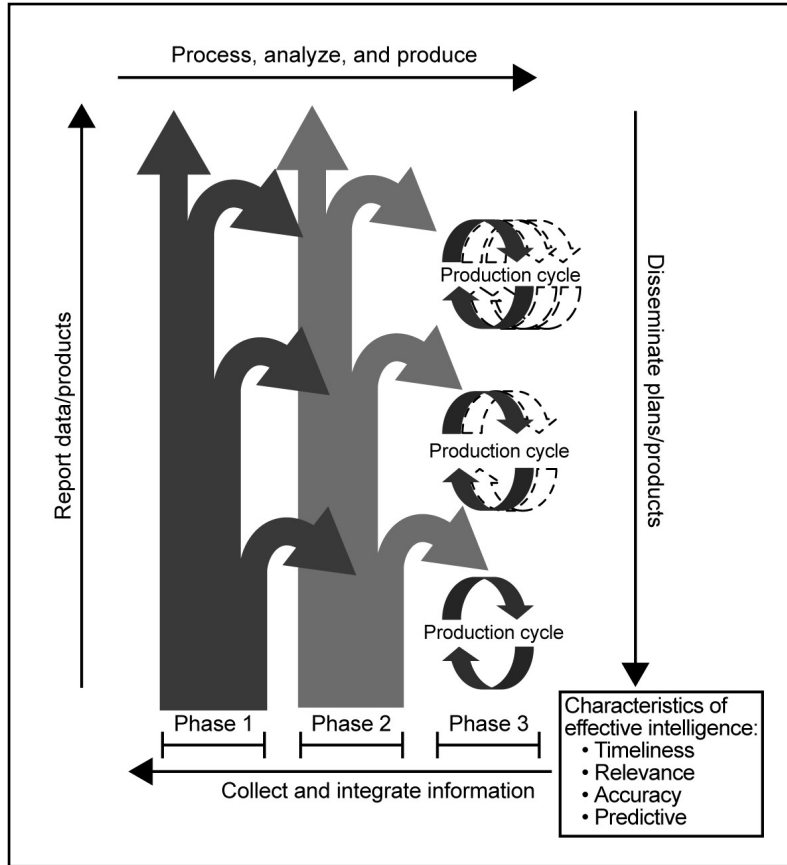 Process, analyze, and produce
Report data/products
Disseminate plans/products
Production cycle
Production cycle
Production cycle
Phase 1
Phase 2
Phase 3
Collect and integrate information
Characteristics of
effective intelligence:
• Timeliness
• Relevance
• Accuracy
• Predictive